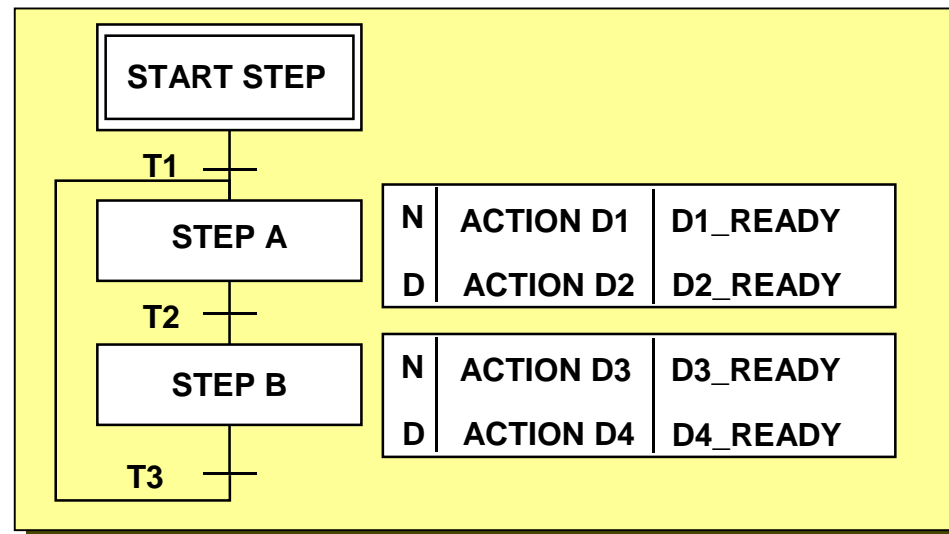 START STEP
T1
STEP A
N ACTION D1 D1_READY
D ACTION D2 D2_READY
T2
STEP B
N ACTION D3 D3_READY
D ACTION D4 D4_READY
T3